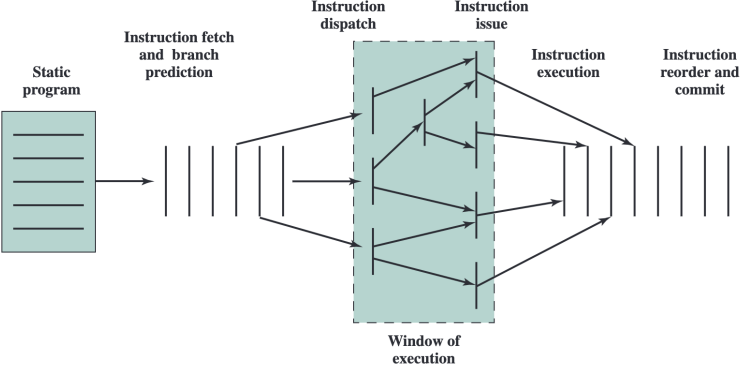 Static
program
Instruction fetch
and branch
prediction
Instruction
dispatch
Instruction
issue
Instruction
execution
Instruction
reorder and
commit
Window of
execution